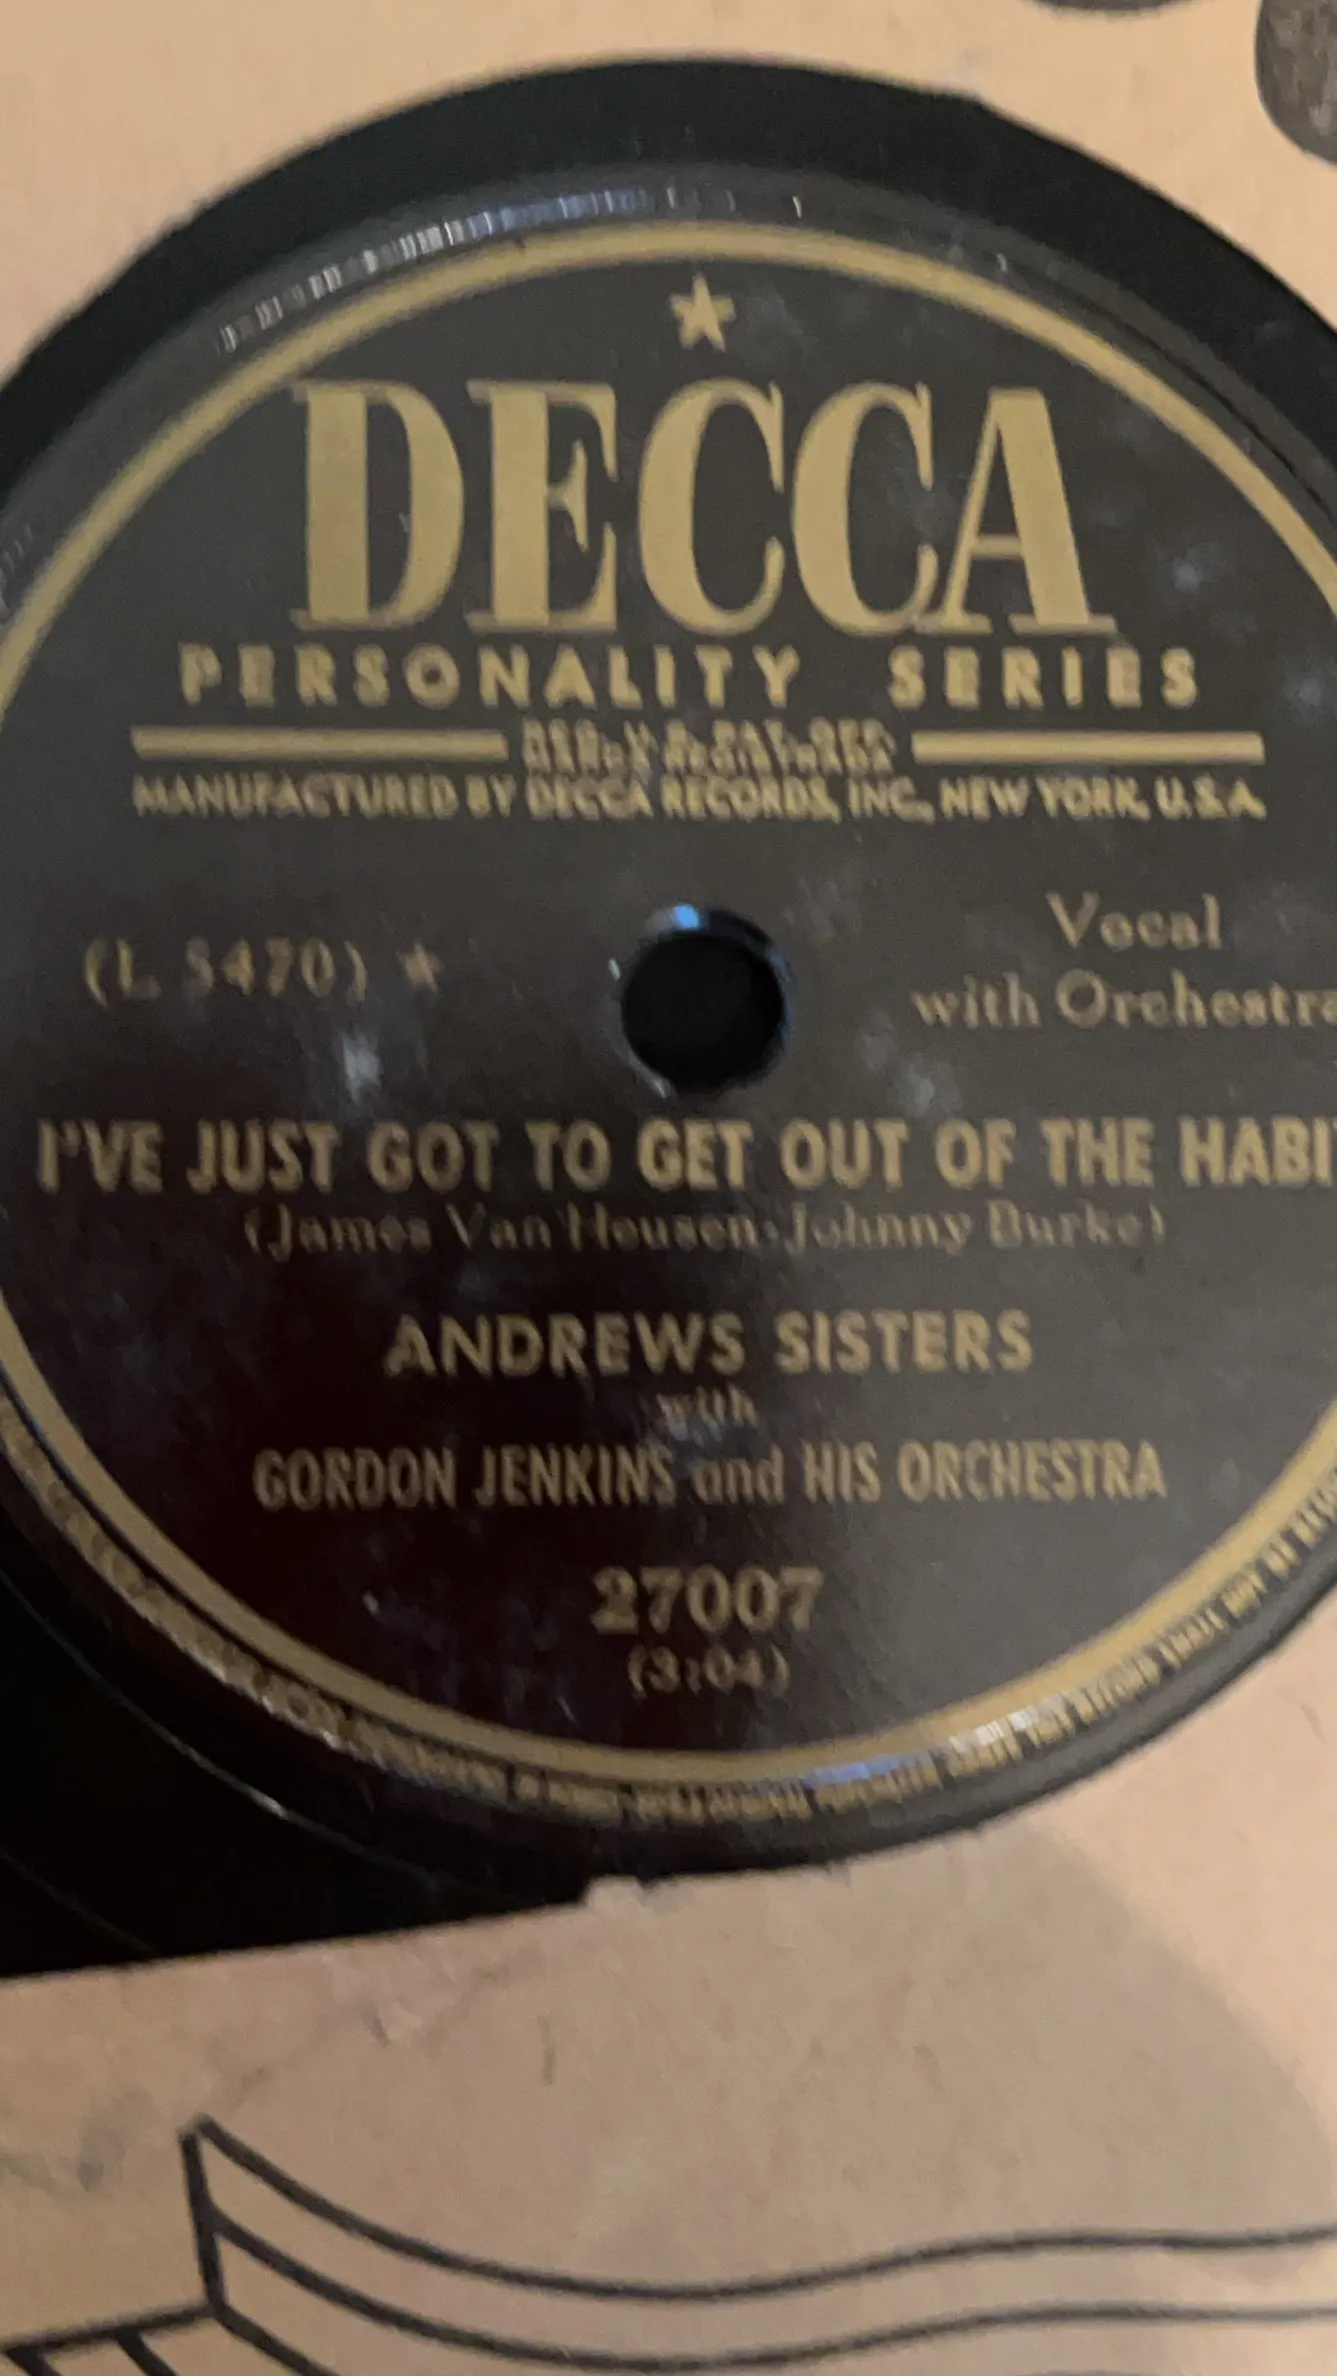 DECCA
PERSONALITY SERIES
MANUFACTURED BY DECCA RECORDS, INC., NEW YORK, U.S.A.
(L 5470) ★
Vocal
with Orchestra
I'VE JUST GOT TO GET OUT OF THE HABI
(James Van Heusen-Johnny Burke)
ANDREWS SISTERS
with
GORDON JENKINS and HIS ORCHESTRA
27007
(3:04)